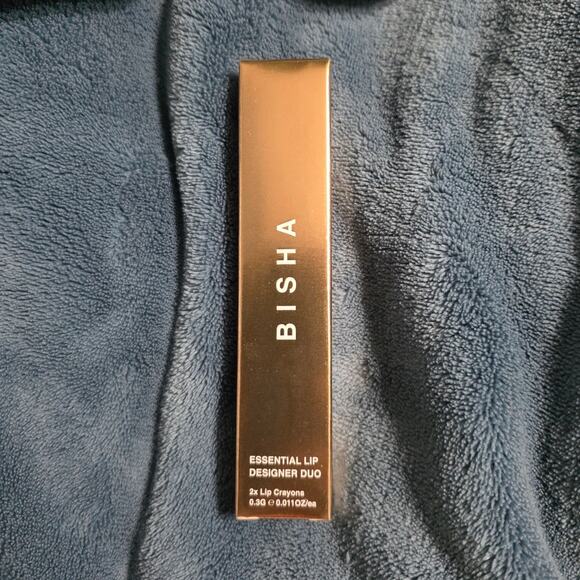 BISHA
ESSENTIAL LIP
DESIGNER DUO
2x Lip Crayons
0.3G ℮ 0.011OZ/ea